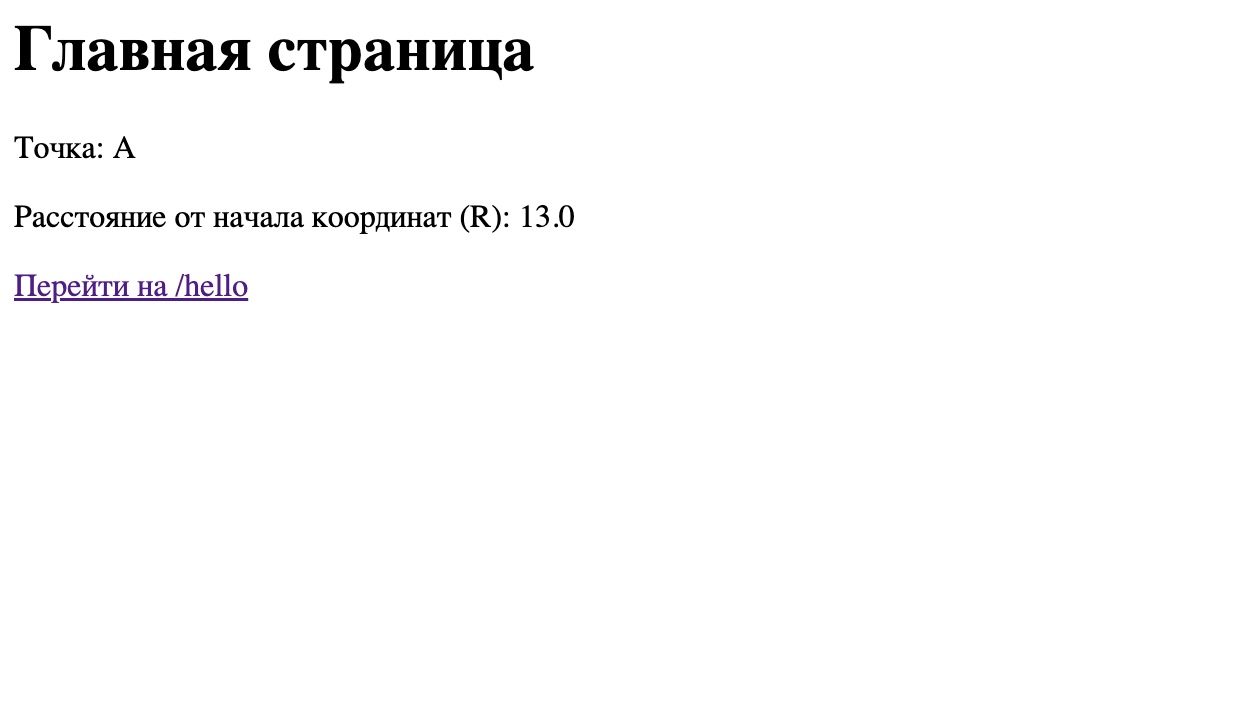 Главная страница
Точка: A
Расстояние от начала координат (R): 13.0
Перейти на /hello